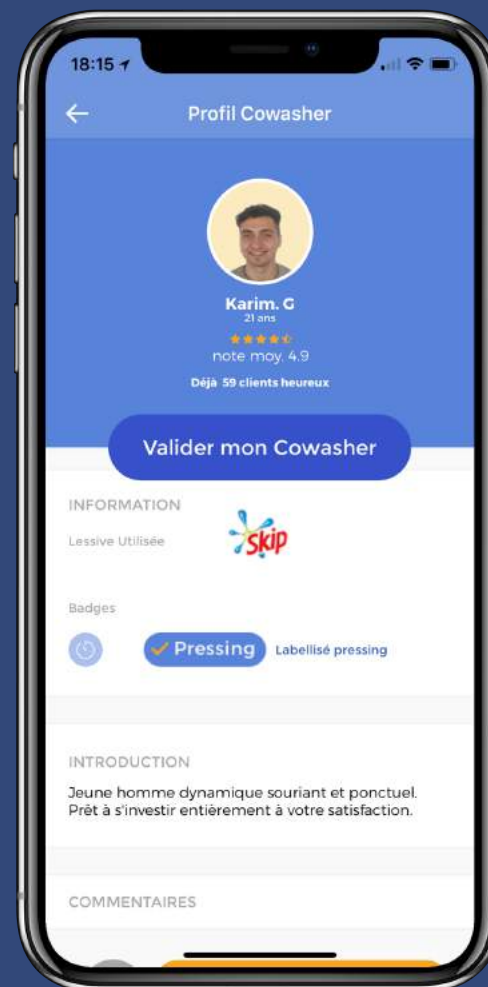 18:15
Profil Cowasher
Karim. G
21 ans
note moy. 4.9
Déjà 59 clients heureux
Valider mon Cowasher
INFORMATION
Lessive Utilisée
Skip
Badges
Pressing Labellisé pressing
INTRODUCTION
Jeune homme dynamique souriant et ponctuel.
Prêt à s'investir entièrement à votre satisfaction.
COMMENTAIRES